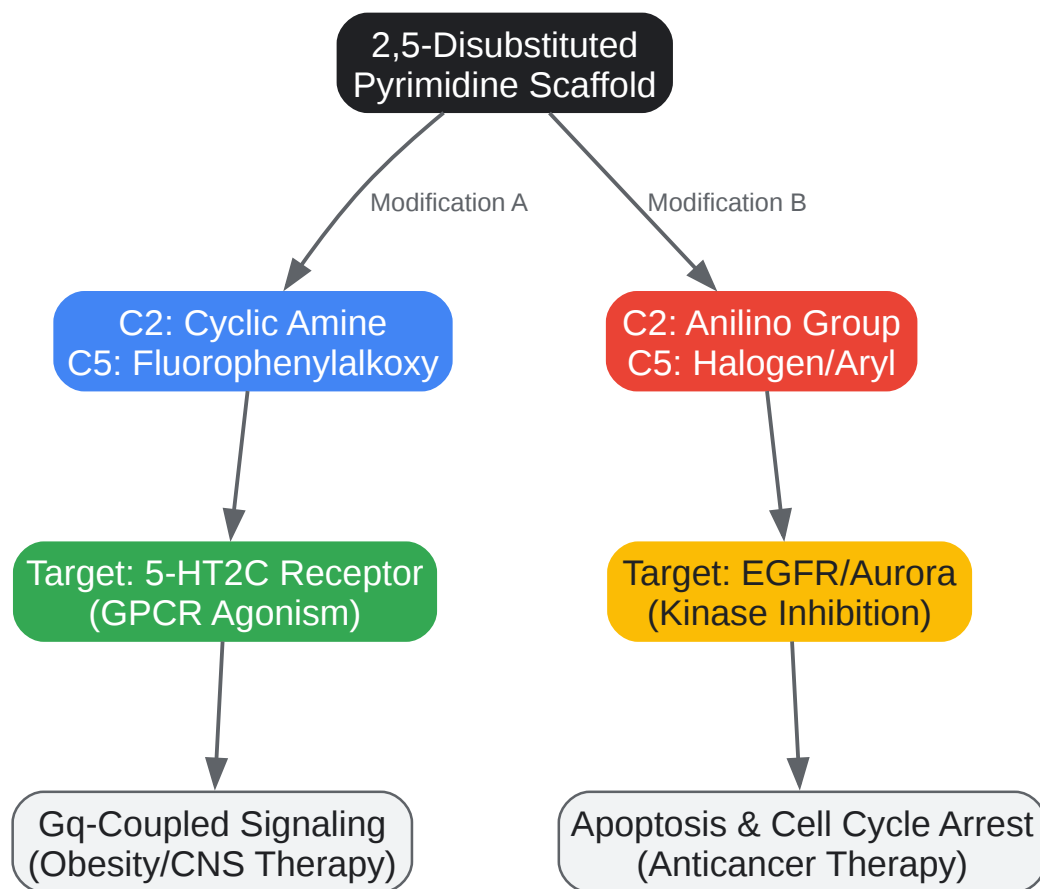 2,5-Disubstituted
Pyrimidine Scaffold
Modification A
Modification B
C2: Cyclic Amine
C5: Fluorophenylalkoxy
C2: Anilino Group
C5: Halogen/Aryl
Target: 5-HT2C Receptor
(GPCR Agonism)
Target: EGFR/Aurora
(Kinase Inhibition)
Gq-Coupled Signaling
(Obesity/CNS Therapy)
Apoptosis & Cell Cycle Arrest
(Anticancer Therapy)